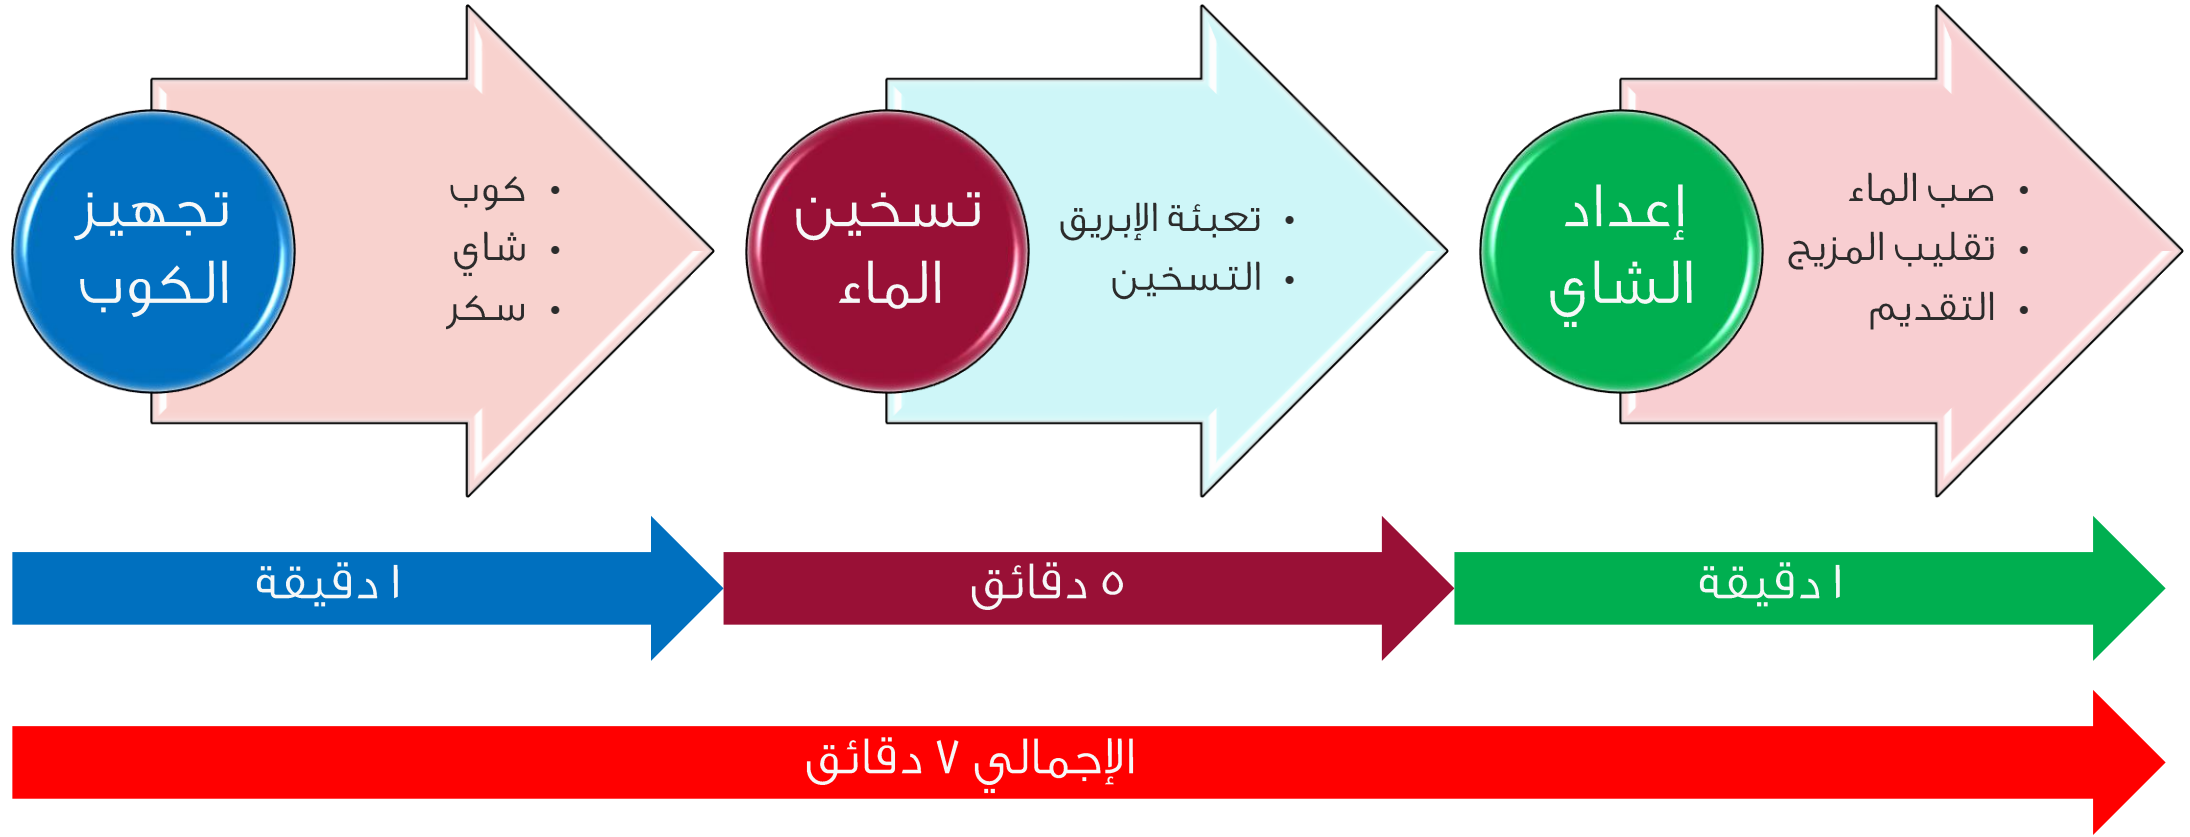 تجهيز
الكوب
• كوب
• شاي
• سكر
تسخين
الماء
• تعبئة الإبريق
• التسخين
إعداد
الشاي
• صب الماء
• تقليب المزيج
• التقديم
١ دقيقة
٥ دقائق
١ دقيقة
الإجمالي ٧ دقائق